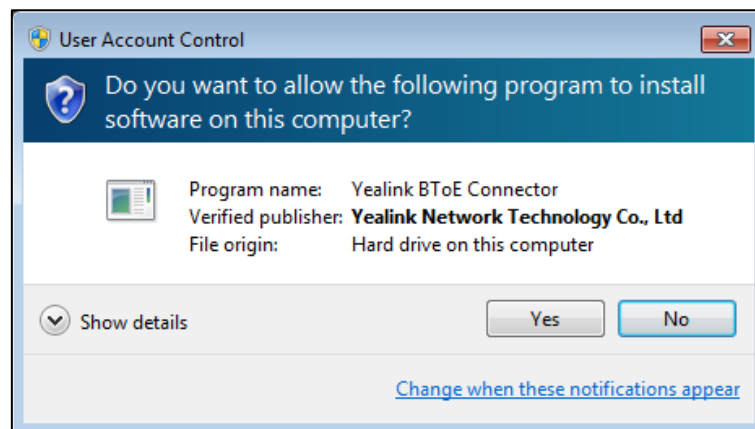 User Account Control
Do you want to allow the following program to install
software on this computer?
Program name: Yealink BToE Connector
Verified publisher: Yealink Network Technology Co., Ltd
File origin: Hard drive on this computer
Show details Yes No
Change when these notifications appear